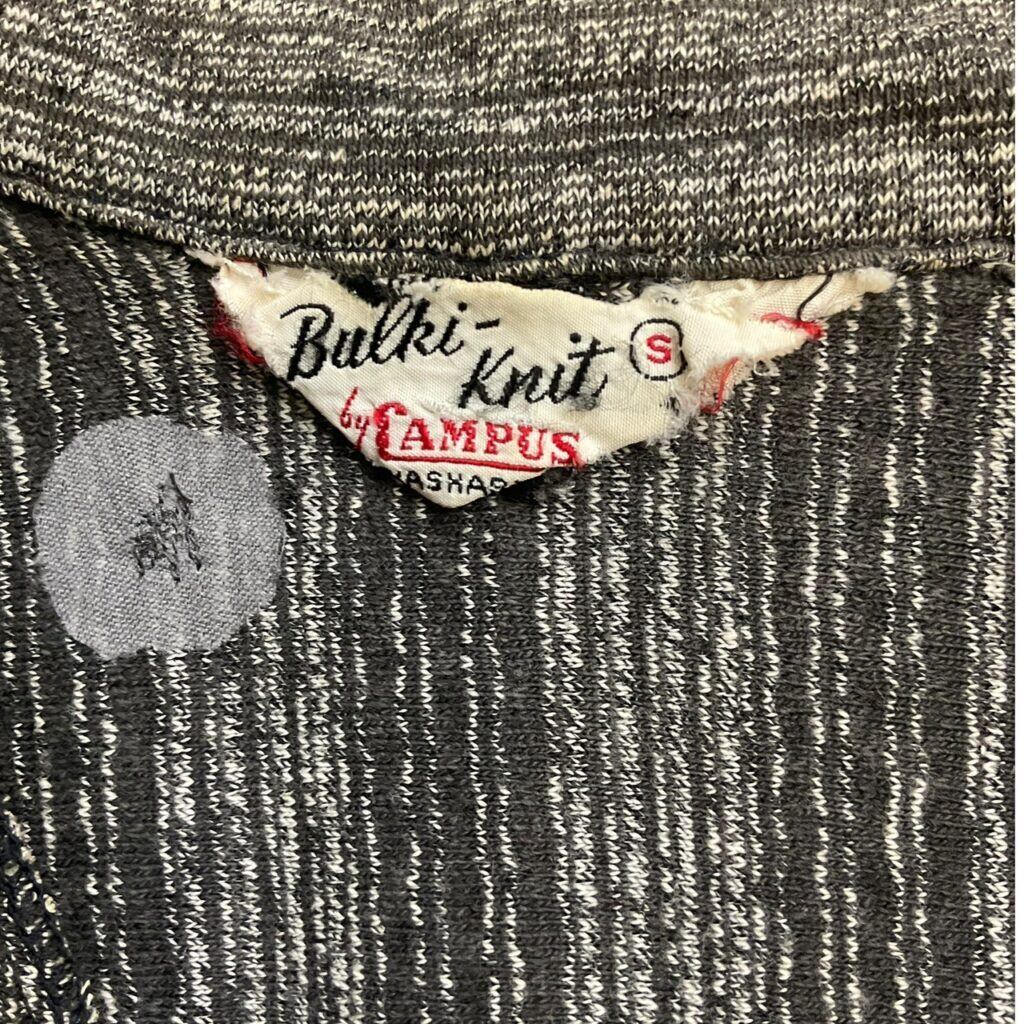 Bulki-
Knit
S
by CAMPUS